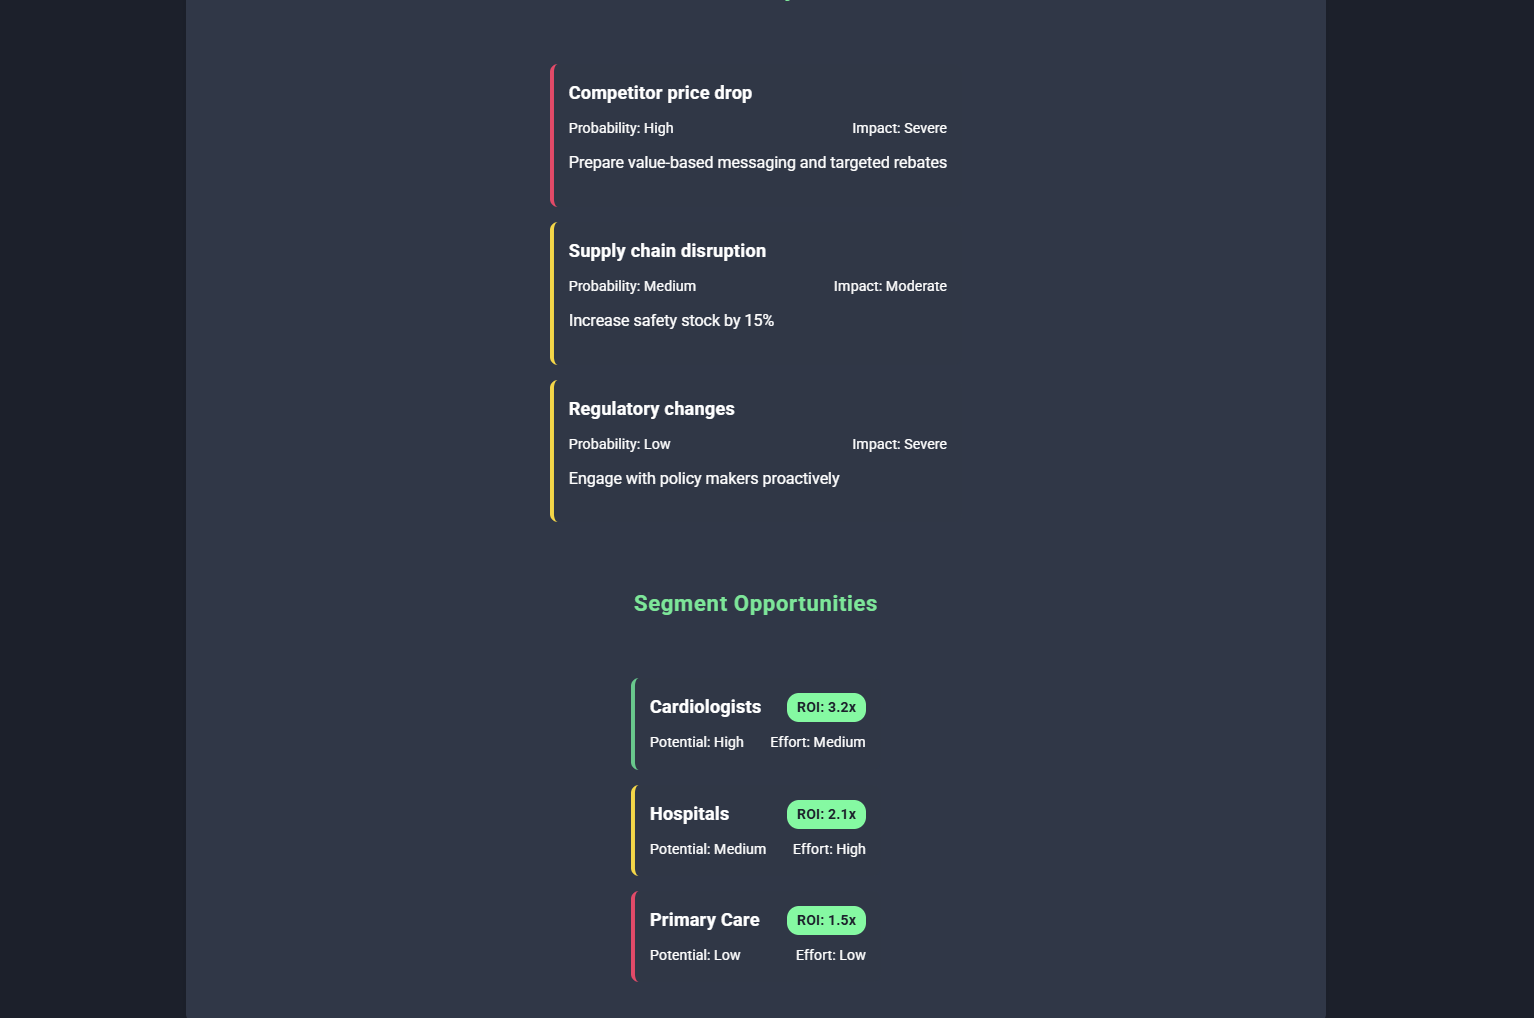 Competitor price drop
Probability: High Impact: Severe
Prepare value-based messaging and targeted rebates
Supply chain disruption
Probability: Medium Impact: Moderate
Increase safety stock by 15%
Regulatory changes
Probability: Low Impact: Severe
Engage with policy makers proactively
Segment Opportunities
Cardiologists ROI: 3.2x
Potential: High Effort: Medium
Hospitals ROI: 2.1x
Potential: Medium Effort: High
Primary Care ROI: 1.5x
Potential: Low Effort: Low